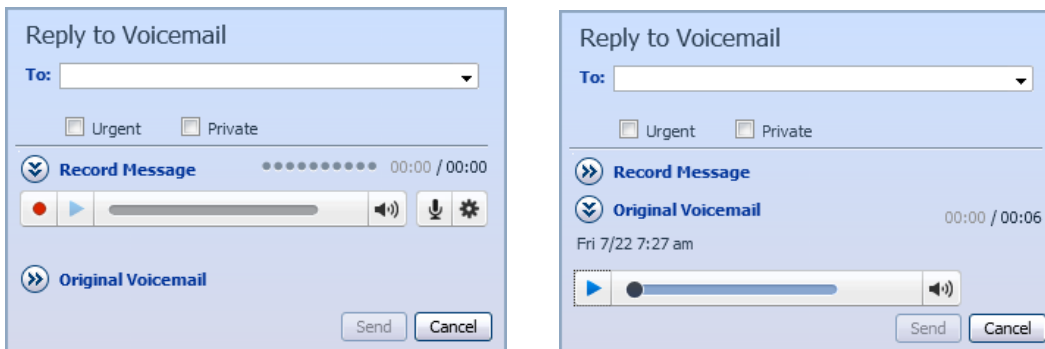 Reply to Voicemail
To:
Urgent Private
Record Message 00:00 / 00:00
Original Voicemail
Send Cancel
Reply to Voicemail
To:
Urgent Private
Record Message
Original Voicemail 00:00 / 00:06
Fri 7/22 7:27 am
Send Cancel